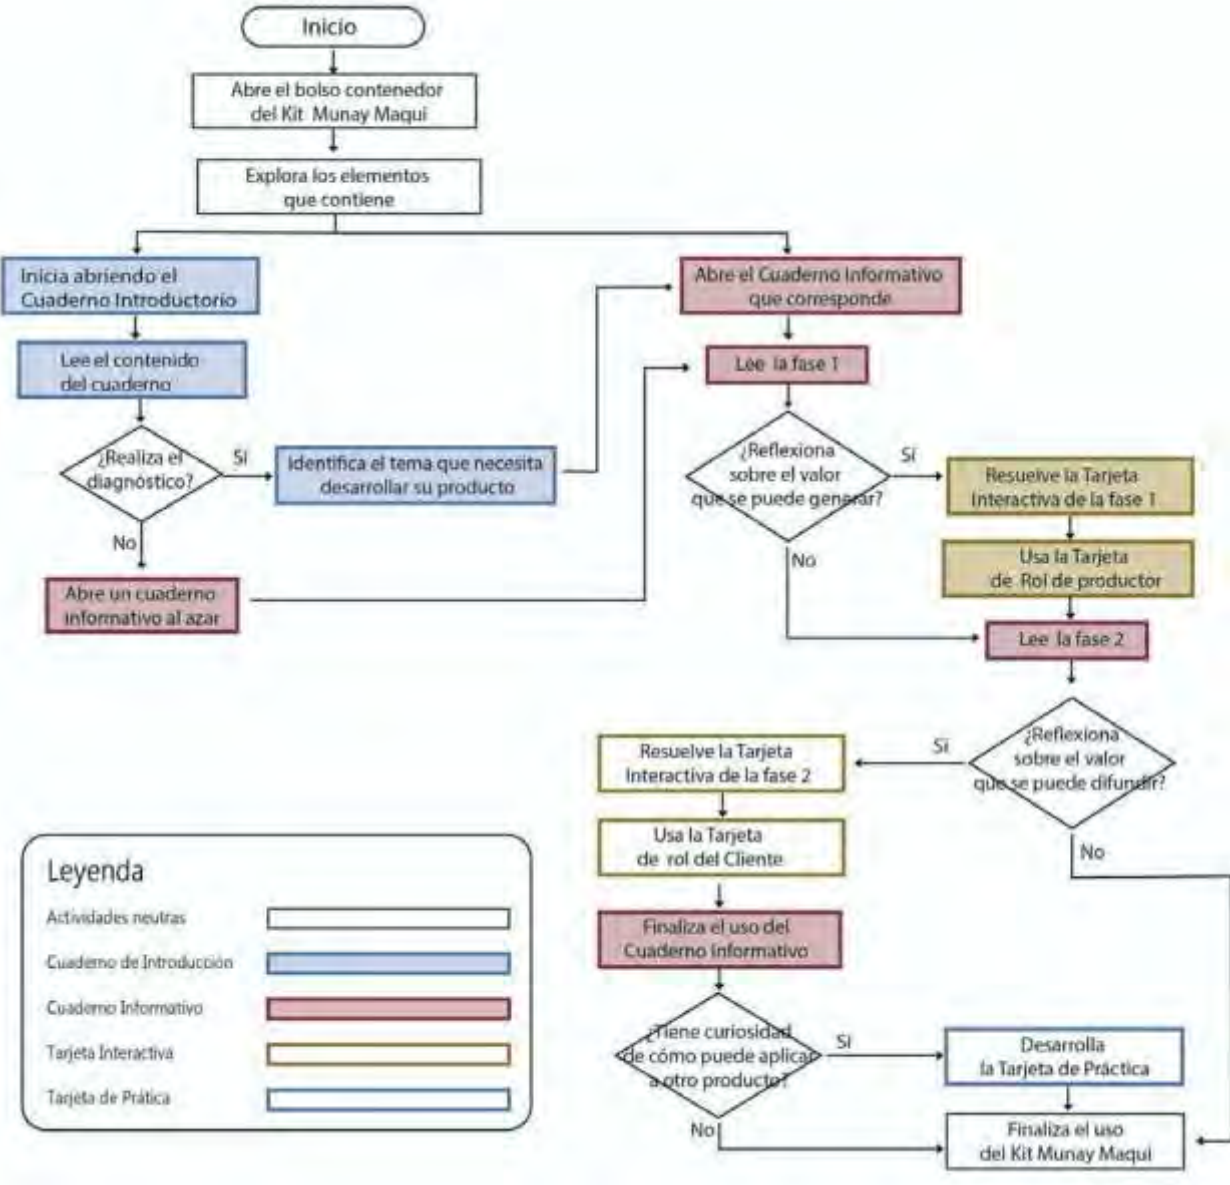 Inicio
Abre el bolso contenedor
del Kit Munay Maqui
Explora los elementos
que contiene
Inicia abriendo el
Cuaderno Introductorio
Lee el contenido
del cuaderno
¿Realiza el
diagnóstico?
Sí
Identifica el tema que necesita
desarrollar su producto
No
Abre un cuaderno
informativo al azar
Abre el Cuaderno Informativo
que corresponde
Lee la fase 1
¿Reflexiona
sobre el valor
que se puede generar?
Sí
Resuelve la Tarjeta
Interactiva de la fase 1
Usa la Tarjeta
de Rol de productor
No
Lee la fase 2
¿Reflexiona
sobre el valor
que se puede difundir?
Sí
Resuelve la Tarjeta
Interactiva de la fase 2
Usa la Tarjeta
de rol del Cliente
No
Finaliza el uso del
Cuaderno Informativo
¿Tiene curiosidad
de cómo puede aplicar
a otro producto?
Sí
Desarrolla
la Tarjeta de Práctica
No
Finaliza el uso
del Kit Munay Maqui
Leyenda
Actividades neutras
Cuaderno de Introducción
Cuaderno Informativo
Tarjeta Interactiva
Tarjeta de Prática